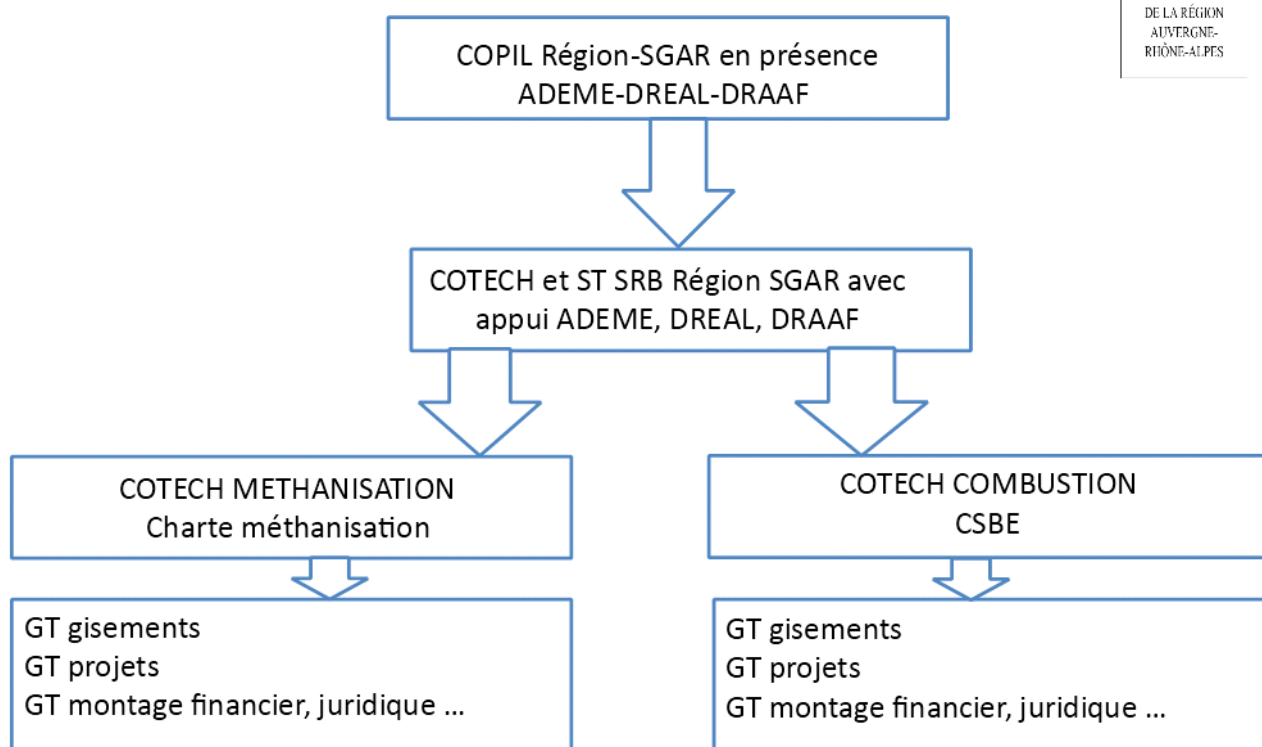 DE LA RÉGION
AUVERGNE-
RHÔNE-ALPES
COPIL Région-SGAR en présence
ADEME-DREAL-DRAAF
COTECH et ST SRB Région SGAR avec
appui ADEME, DREAL, DRAAF
COTECH METHANISATION
Charte méthanisation
COTECH COMBUSTION
CSBE
GT gisements
GT projets
GT montage financier, juridique ...
GT gisements
GT projets
GT montage financier, juridique ...